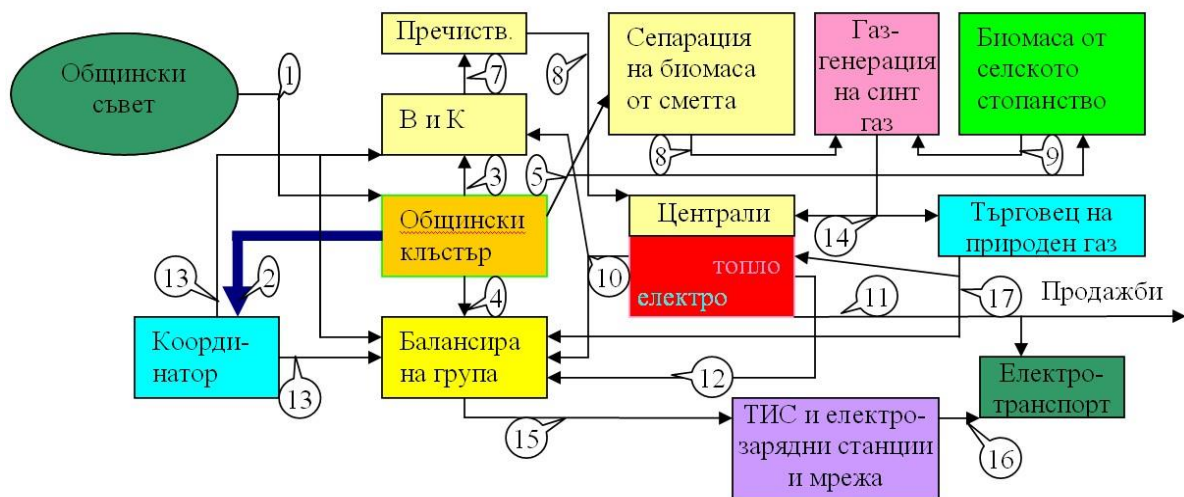 Общински
съвет
1
Пречиств.
7
8
В и К
3
5
Сепарация
на биомаса
от сметта
8
Газ-
генерация
на синт
газ
Биомаса от
селското
стопанство
9
Общински
клъстър
4
2
13
Централи
топло
електро
10
14
Търговец на
природен газ
17
11
Продажби
Коорди-
натор
13
Балансира
на група
12
15
ТИС и електро-
зарядни станции
и мрежа
16
Електро-
транспорт